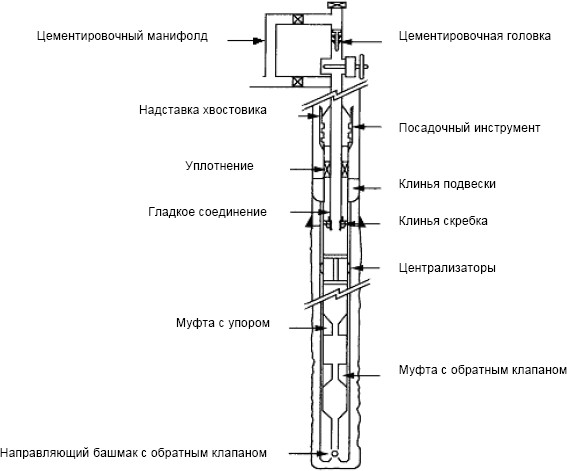 Цементировочный манифолд
Цементировочная головка
Надставка хвостовика
Посадочный инструмент
Уплотнение
Клинья подвески
Гладкое соединение
Клинья скребка
Централизаторы
Муфта с упором
Муфта с обратным клапаном
Направляющий башмак с обратным клапаном